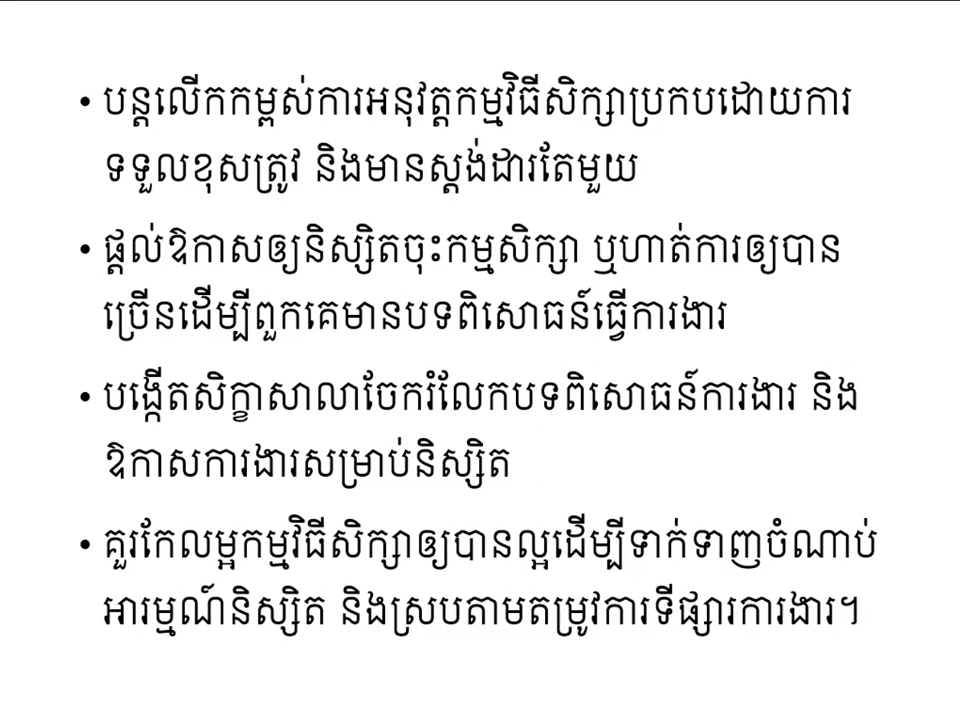 • បន្តលើកកម្ពស់ការអនុវត្តកម្មវិធីសិក្សាប្រកបដោយការ
ទទួលខុសត្រូវ និងមានស្តង់ដារតែមួយ
• ផ្តល់ឱកាសឲ្យនិស្សិតចុះកម្មសិក្សា ឬហាត់ការឲ្យបាន
ច្រើនដើម្បីពួកគេមានបទពិសោធន៍ធ្វើការងារ
• បង្កើតសិក្ខាសាលាចែករំលែកបទពិសោធន៍ការងារ និង
ឱកាសការងារសម្រាប់និស្សិត
• គួរកែលម្អកម្មវិធីសិក្សាឲ្យបានល្អដើម្បីទាក់ទាញចំណាប់
អារម្មណ៍និស្សិត និងស្របតាមតម្រូវការទីផ្សារការងារ។